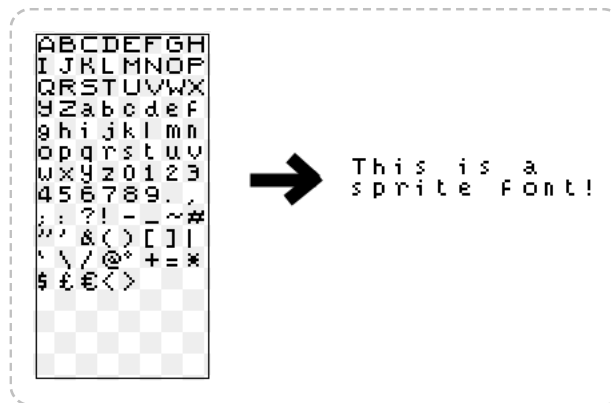 ABCDEFGH
IJKLMNOP
QRSTUVWX
YZabcdef
ghijklmn
opqrstuv
wxyz0123
456789.,
;:?!-_~#
"'&()[]|
`\/@°+=*
$£€<>
This is a
sprite font!